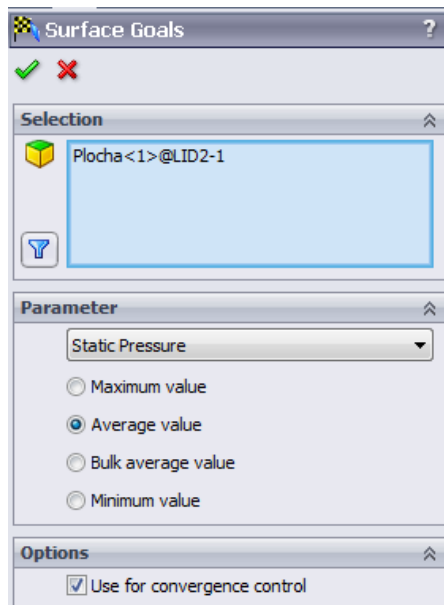 Surface Goals ?
Selection
Plocha<1>@LID2-1
Parameter
Static Pressure
Maximum value
Average value
Bulk average value
Minimum value
Options
Use for convergence control